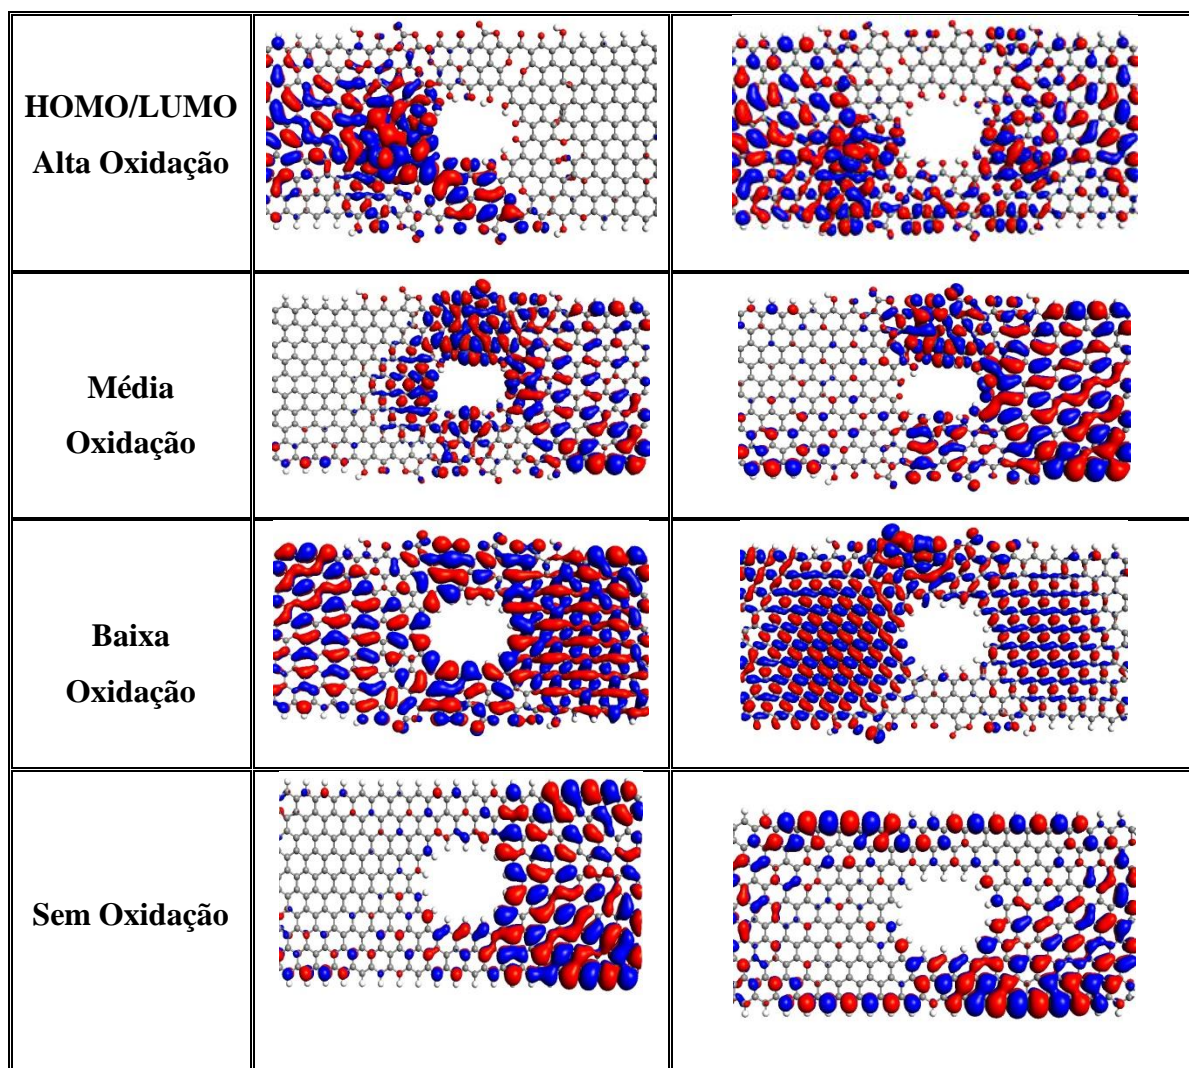 HOMO/LUMO
Alta Oxidação
Média
Oxidação
Baixa
Oxidação
Sem Oxidação